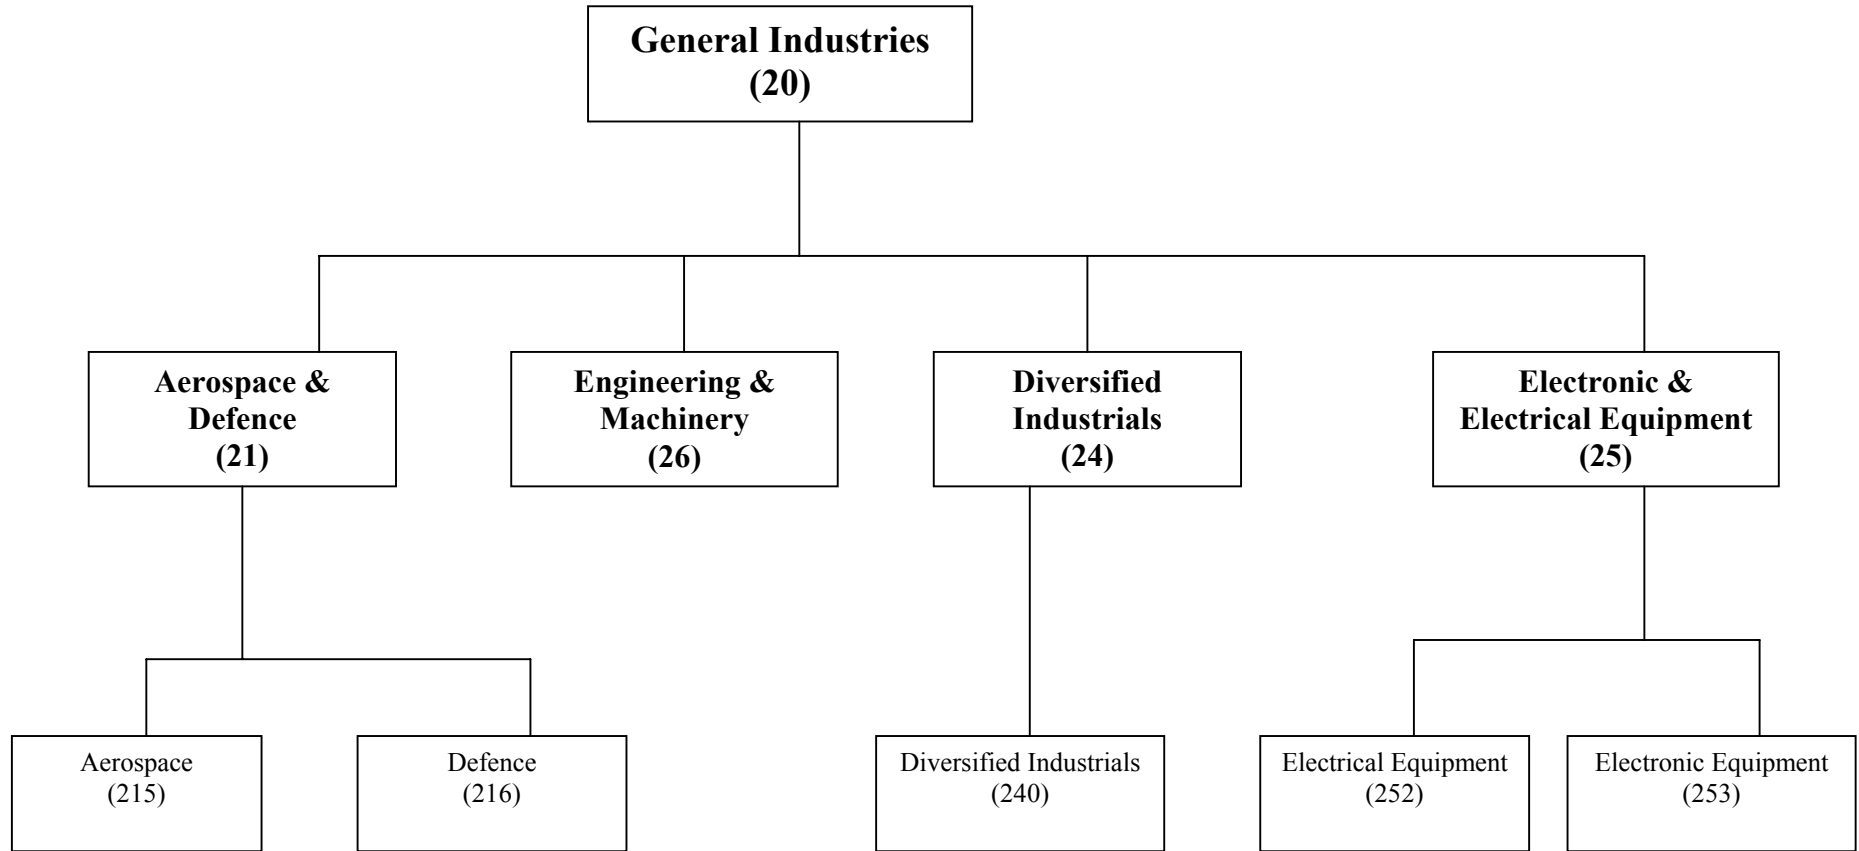 General Industries
(20)
Aerospace &
Defence
(21)
Engineering &
Machinery
(26)
Diversified
Industrials
(24)
Electronic &
Electrical Equipment
(25)
Aerospace
(215)
Defence
(216)
Diversified Industrials
(240)
Electrical Equipment
(252)
Electronic Equipment
(253)